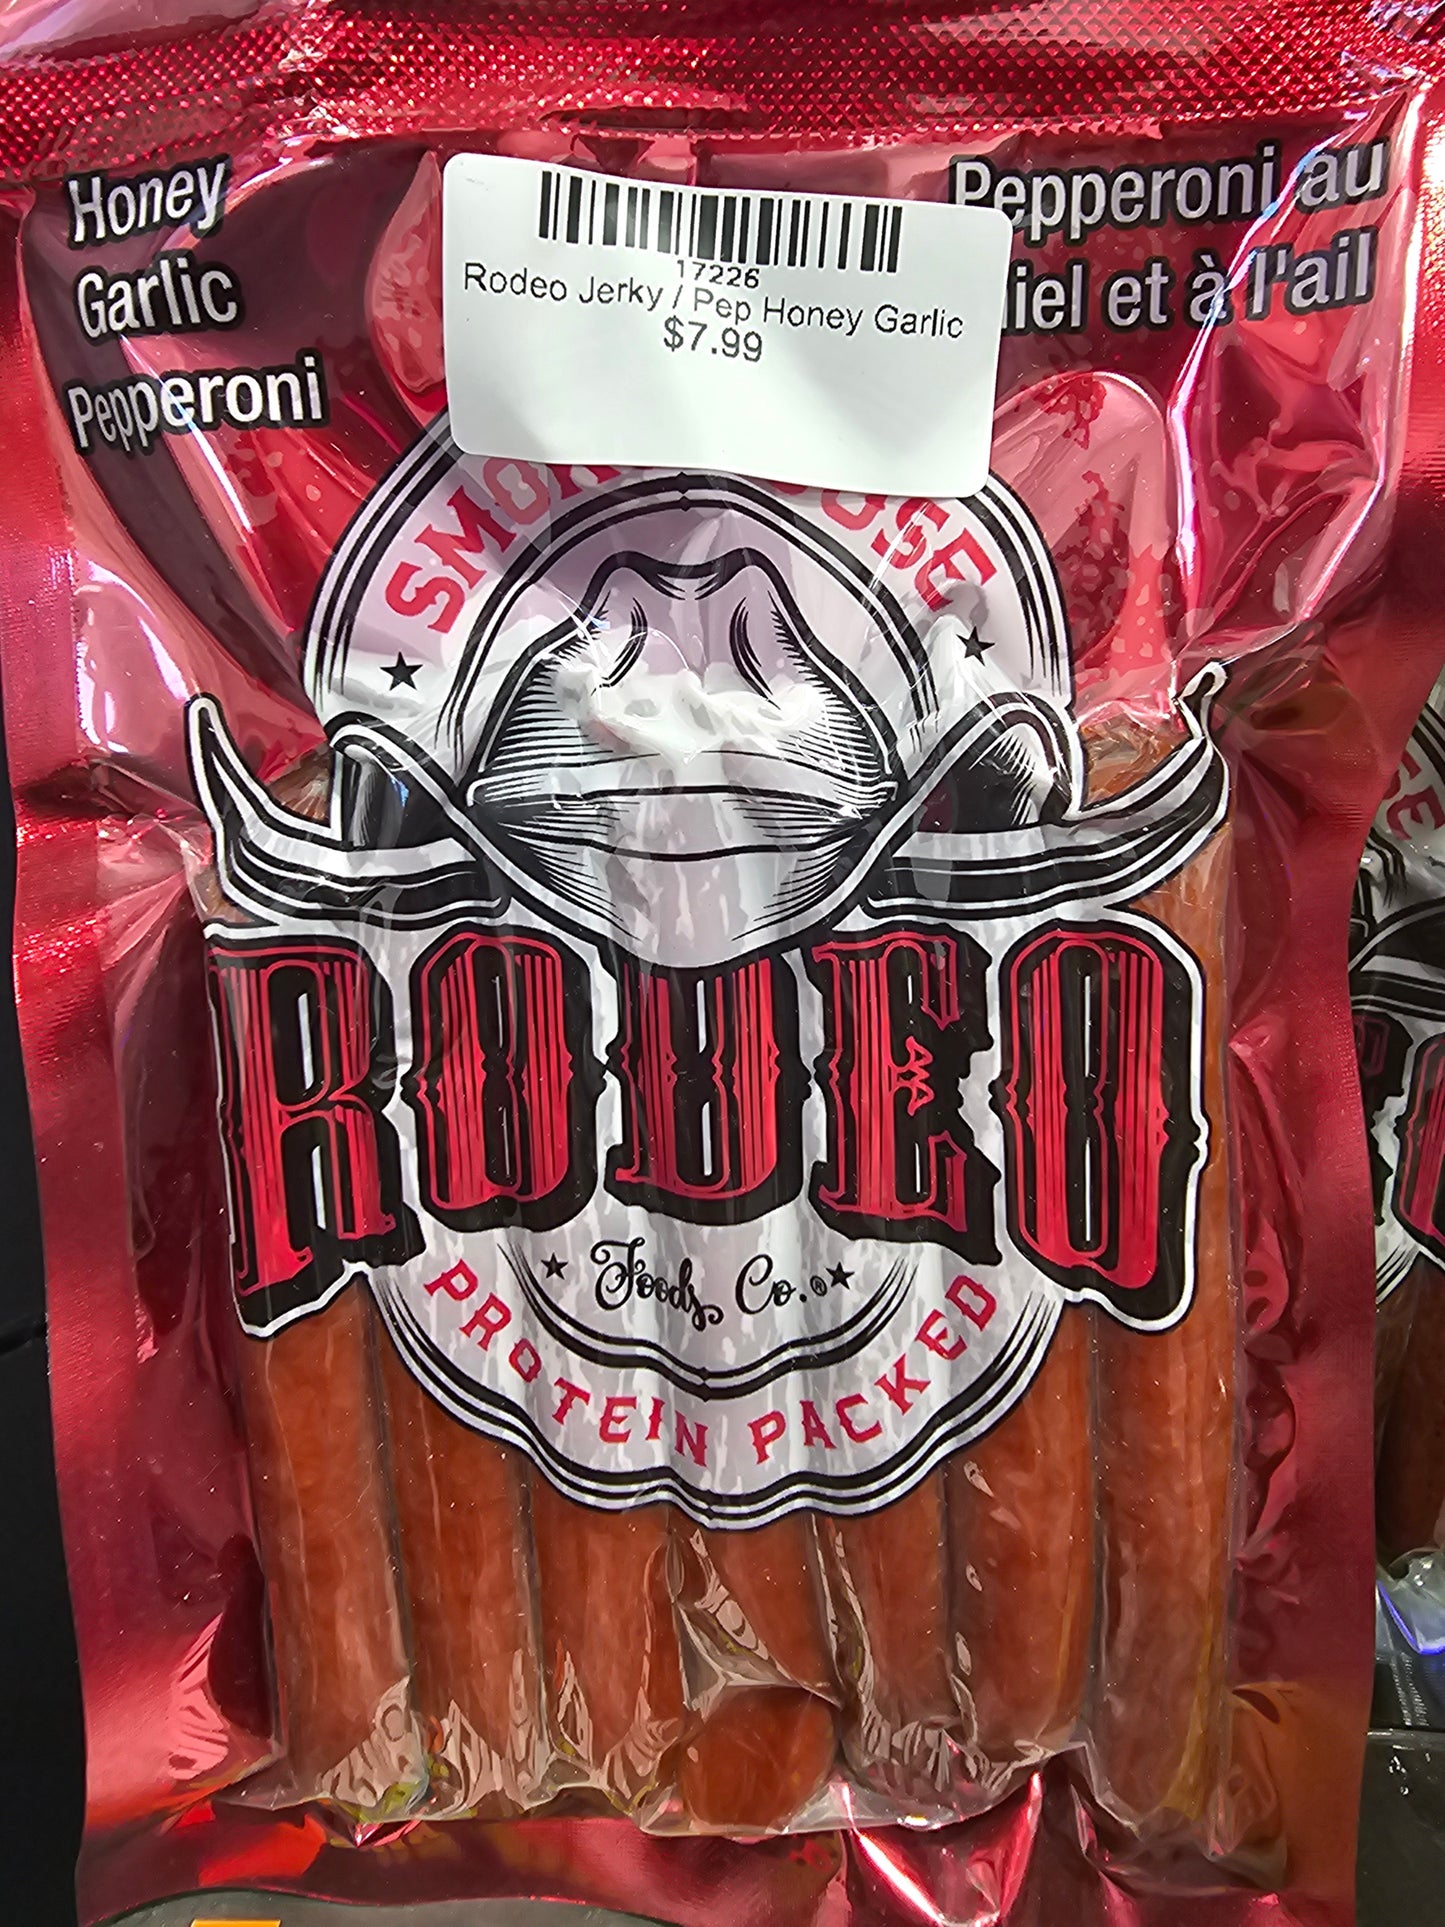 Honey
Garlic
Pepperoni
17226
Rodeo Jerky / Pep Honey Garlic
$7.99
Pepperoni au
et à l'ail
RODEO
Foods Co.®
PROTEIN PACKED